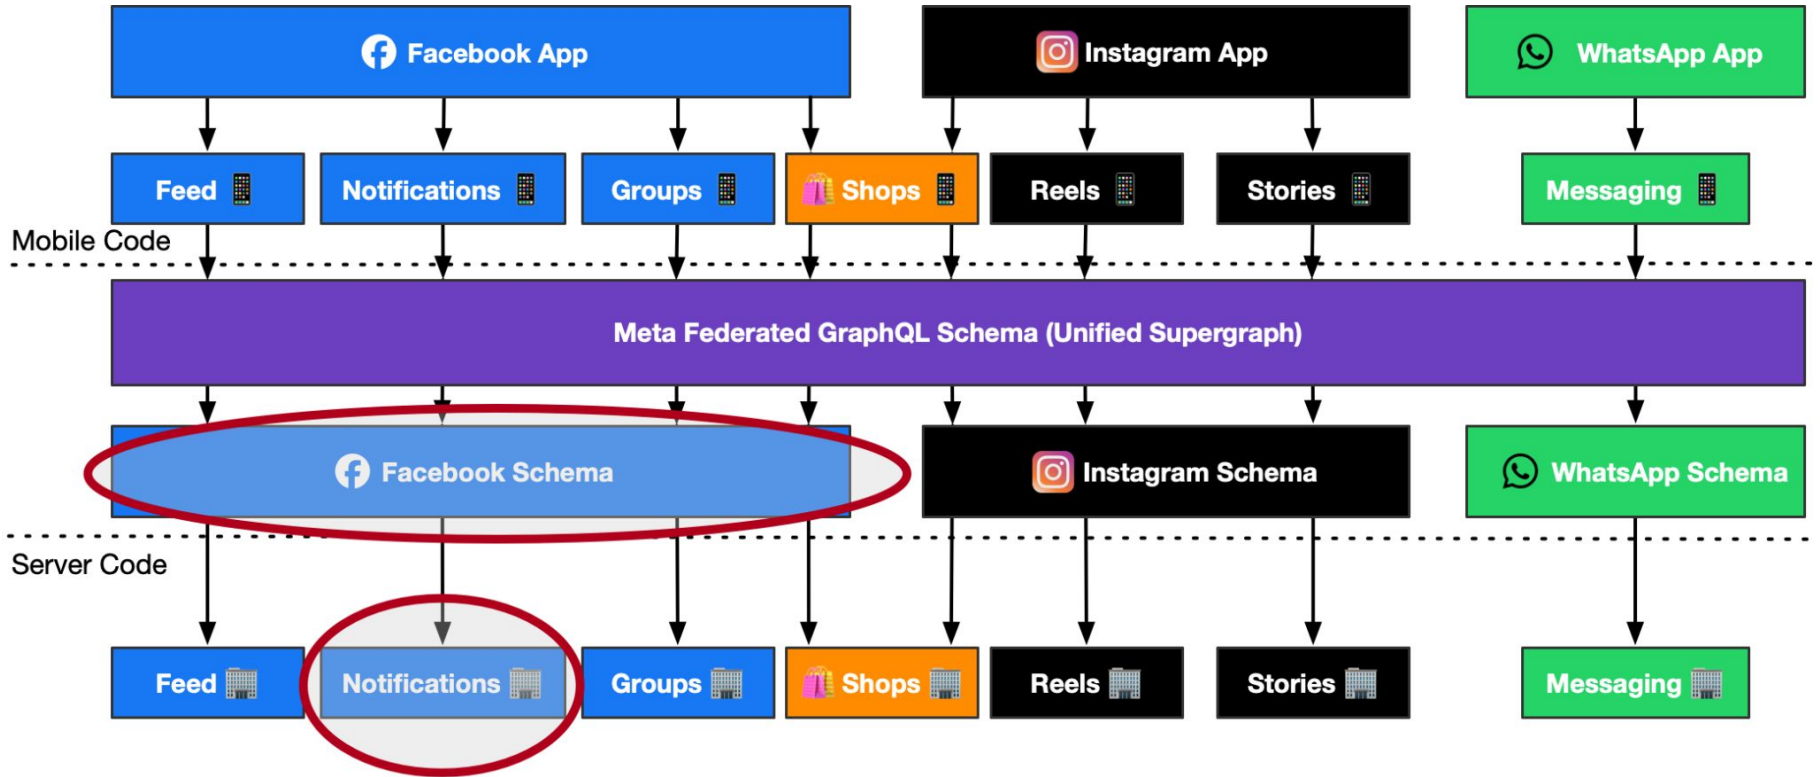 Facebook App
Instagram App
WhatsApp App
Feed
Notifications
Groups
Shops
Reels
Stories
Messaging
Mobile Code
Meta Federated GraphQL Schema (Unified Supergraph)
Facebook Schema
Instagram Schema
WhatsApp Schema
Server Code
Feed
Notifications
Groups
Shops
Reels
Stories
Messaging